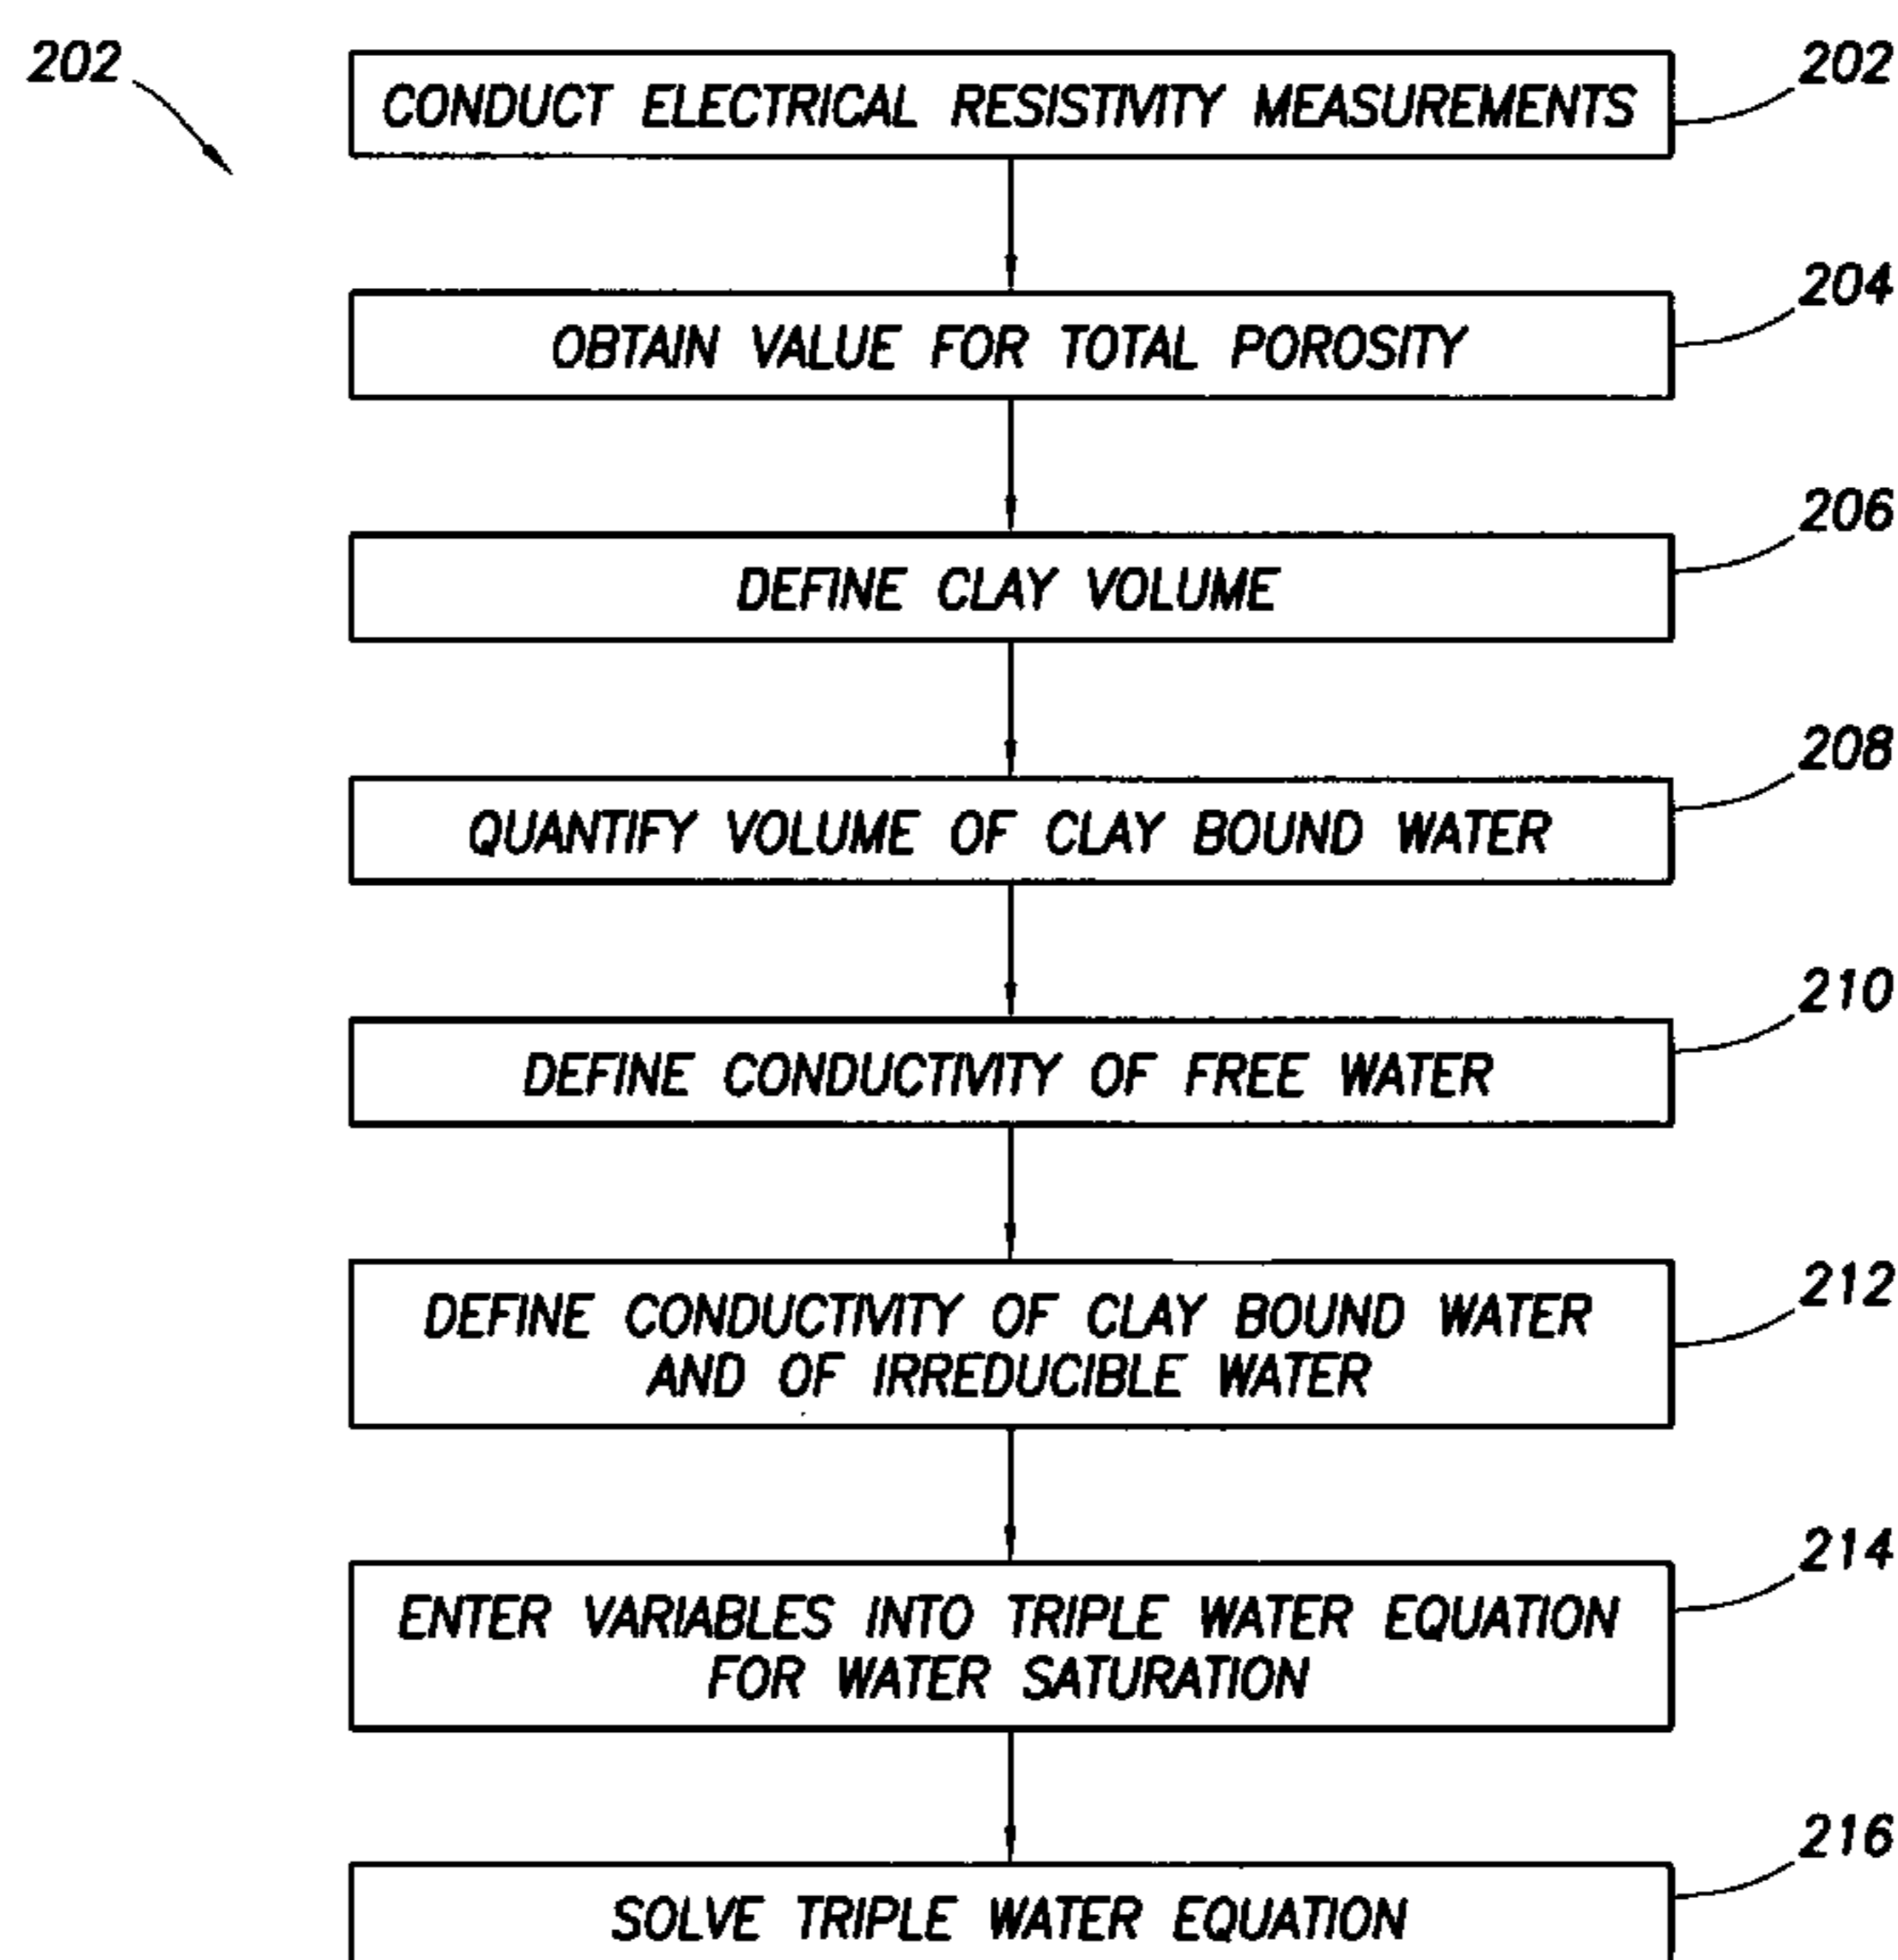 202
CONDUCT ELECTRICAL RESISTIVITY MEASUREMENTS
202
OBTAIN VALUE FOR TOTAL POROSITY
204
DEFINE CLAY VOLUME
206
QUANTIFY VOLUME OF CLAY BOUND WATER
208
DEFINE CONDUCTIVITY OF FREE WATER
210
DEFINE CONDUCTIVITY OF CLAY BOUND WATER
AND OF IRREDUCIBLE WATER
212
ENTER VARIABLES INTO TRIPLE WATER EQUATION
FOR WATER SATURATION
214
SOLVE TRIPLE WATER EQUATION
216